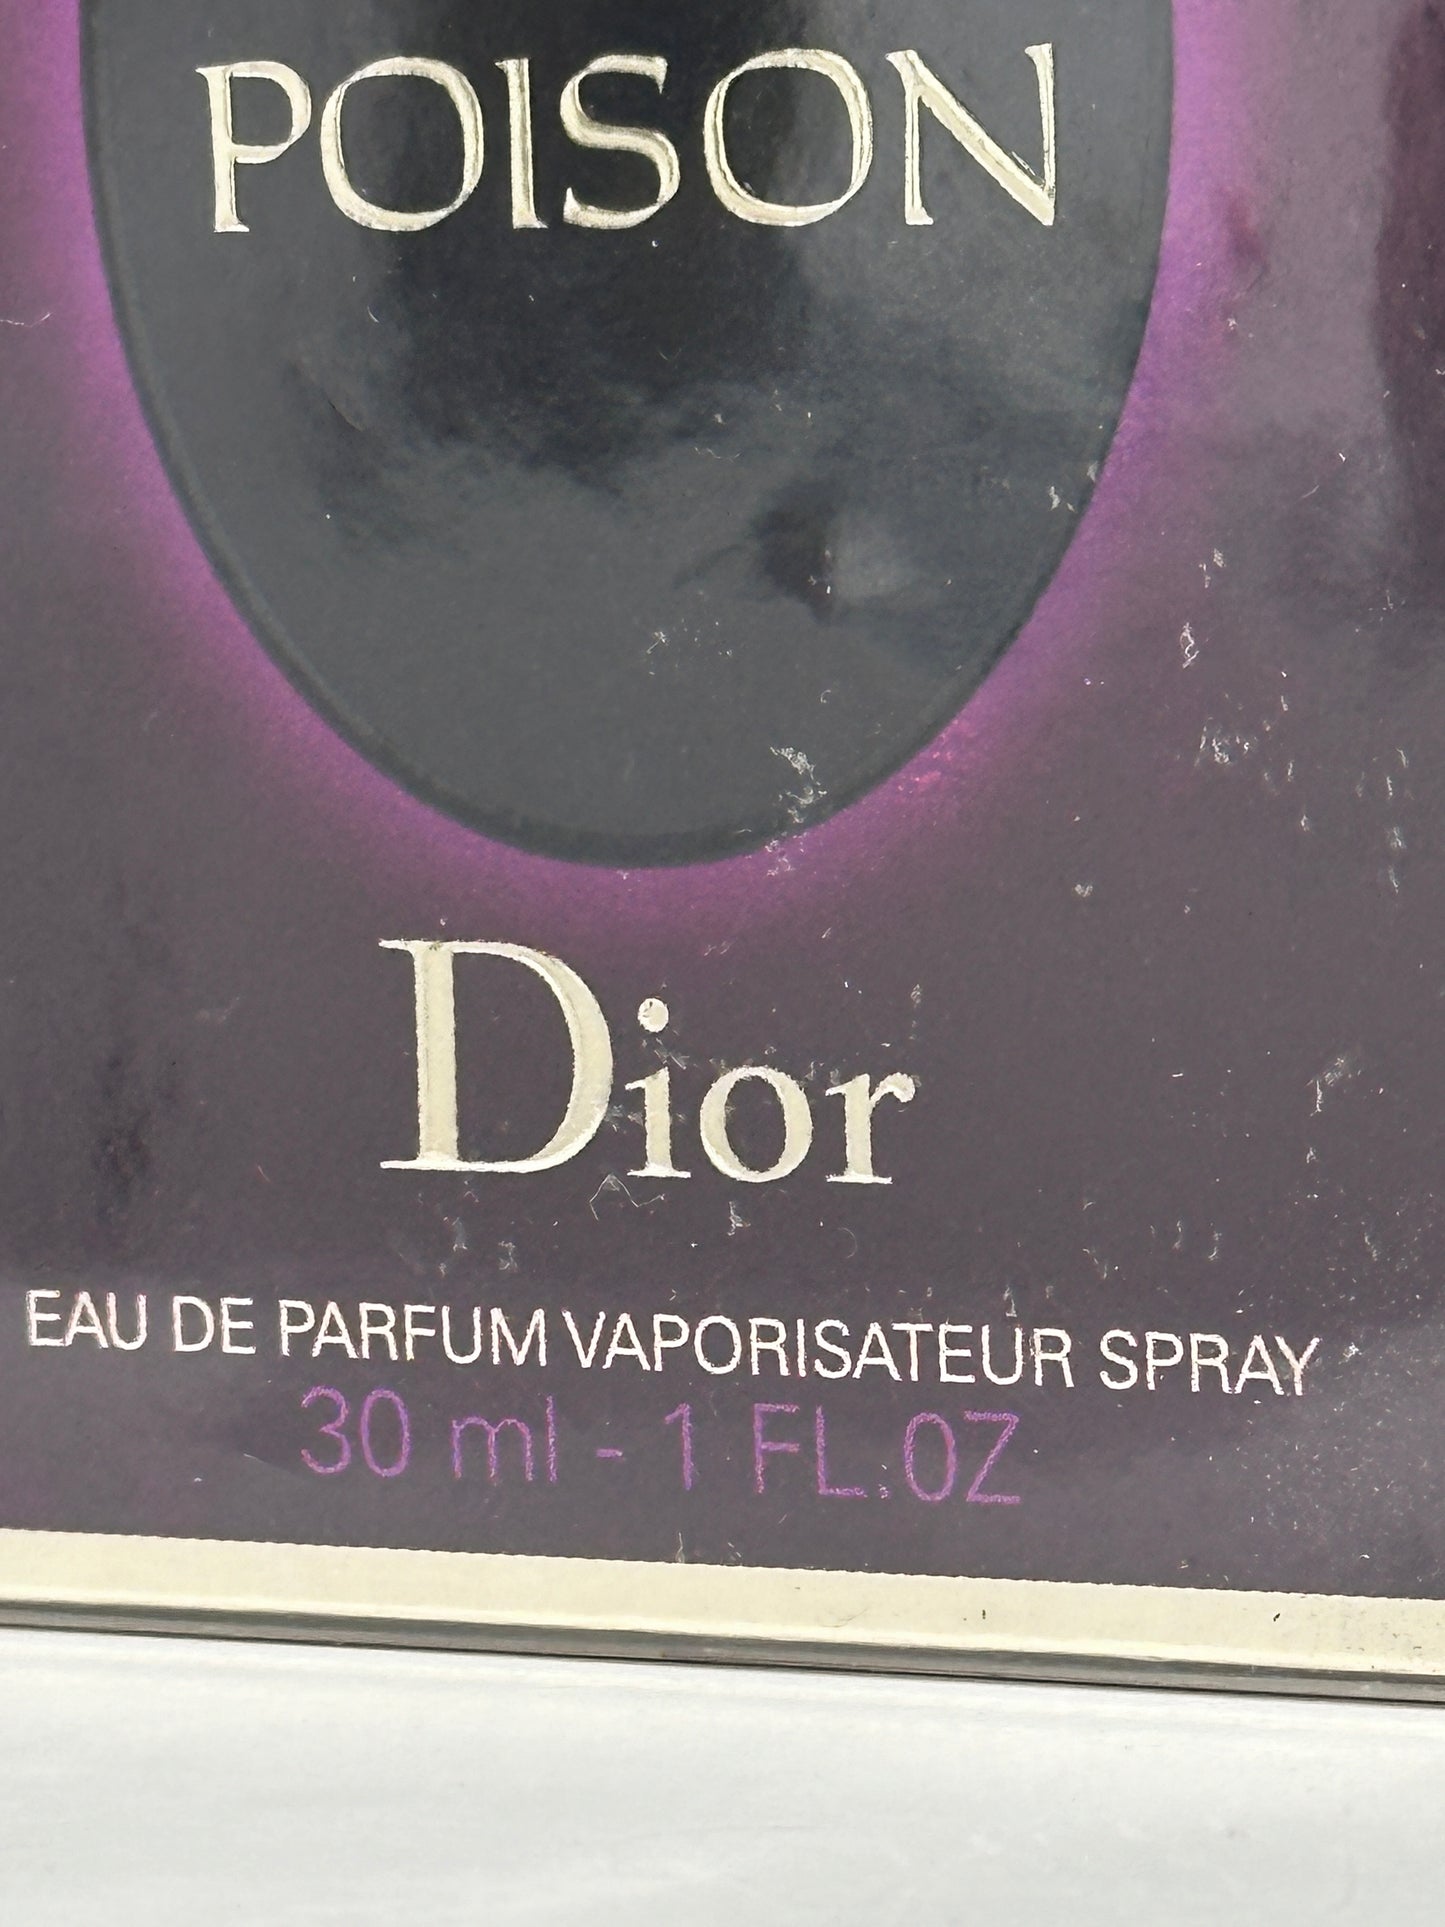 POISON
Dior
EAU DE PARFUM VAPORISATEUR SPRAY
30 ml - 1 FL.OZ